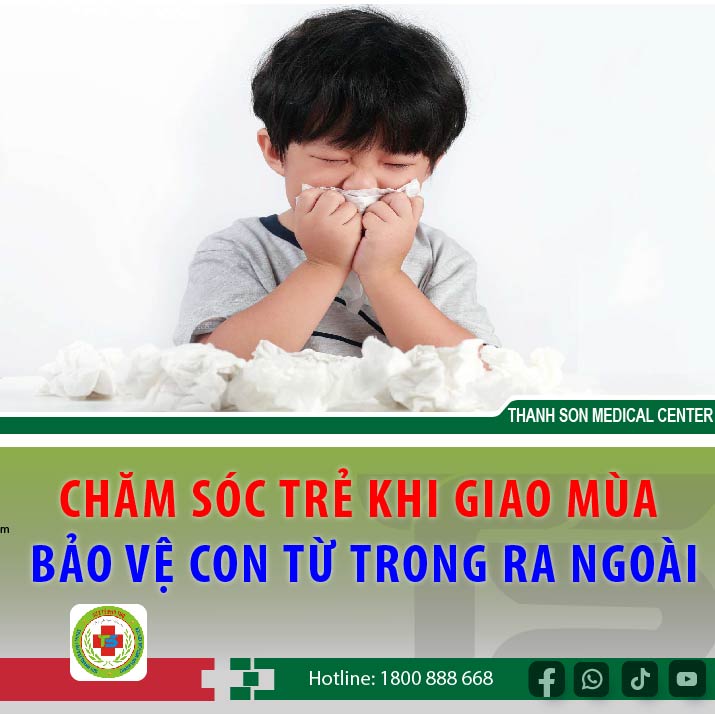 THANH SON MEDICAL CENTER
CHĂM SÓC TRẺ KHI GIAO MÙA
m
BẢO VỆ CON TỪ TRONG RA NGOÀI
TS
Hotline: 1800 888 668